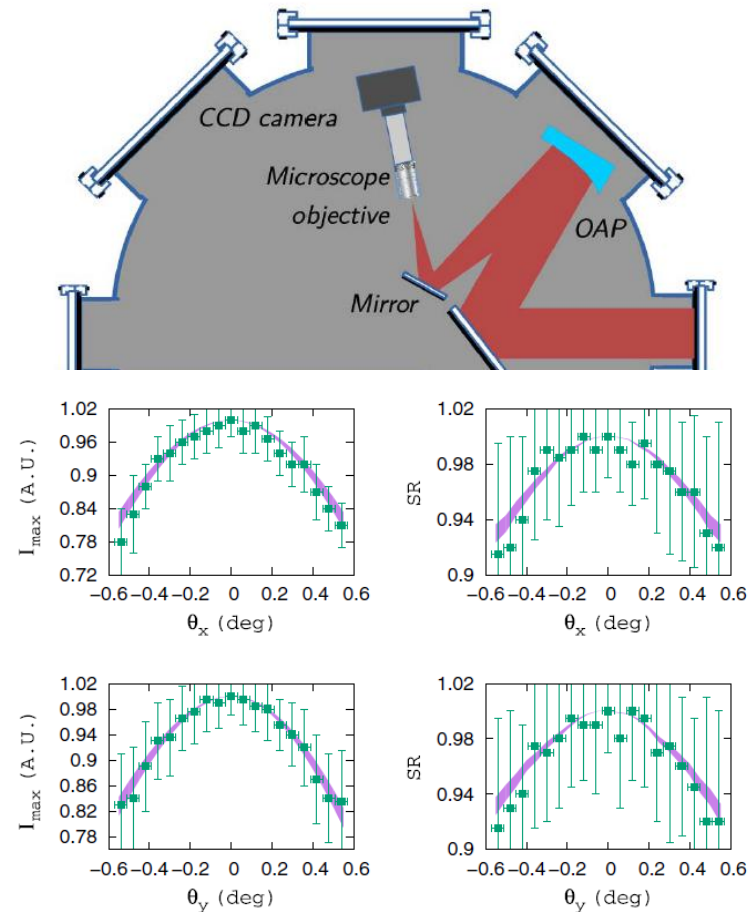 CCD camera
Microscope
objective
OAP
Mirror
I_max (A.U.)
1.02
0.96
0.9
0.84
0.78
0.72
−0.6 −0.4 −0.2 0 0.2 0.4 0.6
θ_x (deg)
SR
1.02
0.98
0.94
0.9
−0.6 −0.4 −0.2 0 0.2 0.4 0.6
θ_x (deg)
I_max (A.U.)
1.02
0.98
0.94
0.9
0.86
0.82
0.78
−0.6 −0.4 −0.2 0 0.2 0.4 0.6
θ_y (deg)
SR
1.02
0.98
0.94
0.9
−0.6 −0.4 −0.2 0 0.2 0.4 0.6
θ_y (deg)